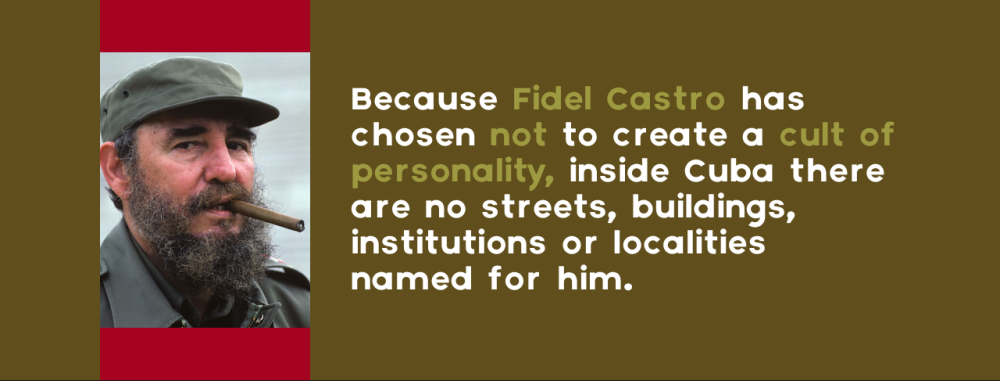 Because Fidel Castro has
chosen not to create a cult of
personality, inside Cuba there
are no streets, buildings,
institutions or localities
named for him.